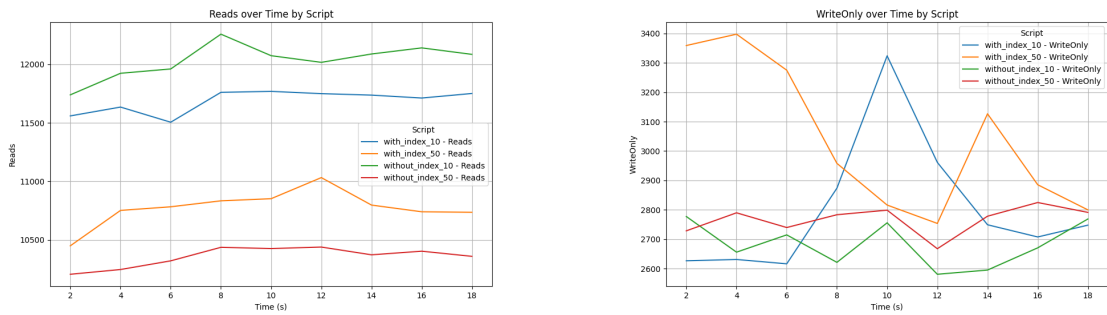 Reads over Time by Script
12000
11500
11000
10500
Reads
2 4 6 8 10 12 14 16 18
Time (s)
Script
with_index_10 - Reads
with_index_50 - Reads
without_index_10 - Reads
without_index_50 - Reads
WriteOnly over Time by Script
3400
3300
3200
3100
3000
2900
2800
2700
2600
WriteOnly
2 4 6 8 10 12 14 16 18
Time (s)
Script
with_index_10 - WriteOnly
with_index_50 - WriteOnly
without_index_10 - WriteOnly
without_index_50 - WriteOnly